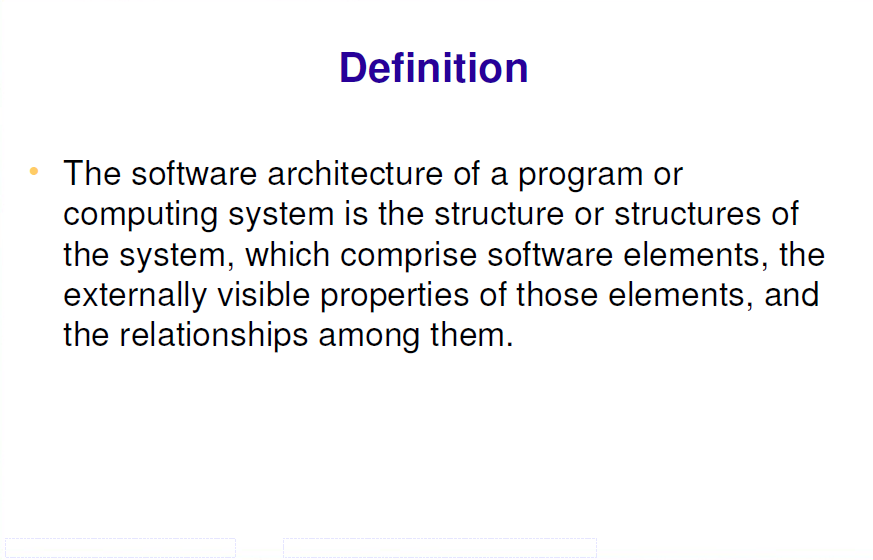 Definition
• The software architecture of a program or
computing system is the structure or structures of
the system, which comprise software elements, the
externally visible properties of those elements, and
the relationships among them.